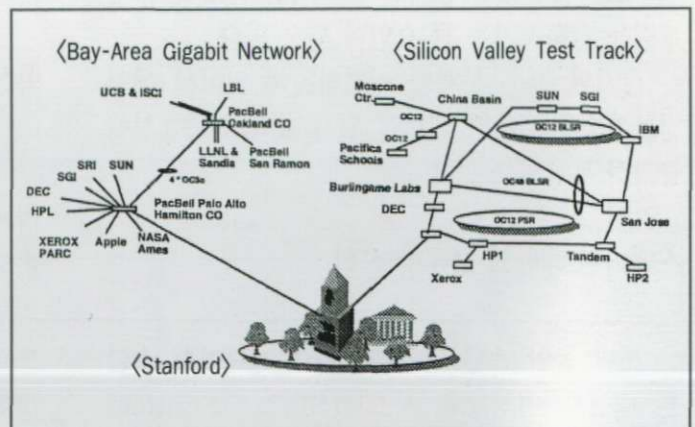 〈Bay-Area Gigabit Network〉
UCB & ISCI
LBL
PacBell
Oakland CO
LLNL &
Sandia
PacBell
San Ramon
4*OC3c
SRI
SUN
SGI
DEC
HPL
PacBell Palo Alto
Hamilton CO
XEROX
PARC
Apple
NASA
Ames
〈Silicon Valley Test Track〉
Moscone
Ctr.
China Basin
SUN
SGI
OC12
OC12 BLSR
IBM
OC12
Pacifica
Schools
Burlingame Labs
OC48 BLSR
DEC
OC12 PSR
San Jose
HP1
Tandem
Xerox
HP2
〈Stanford〉